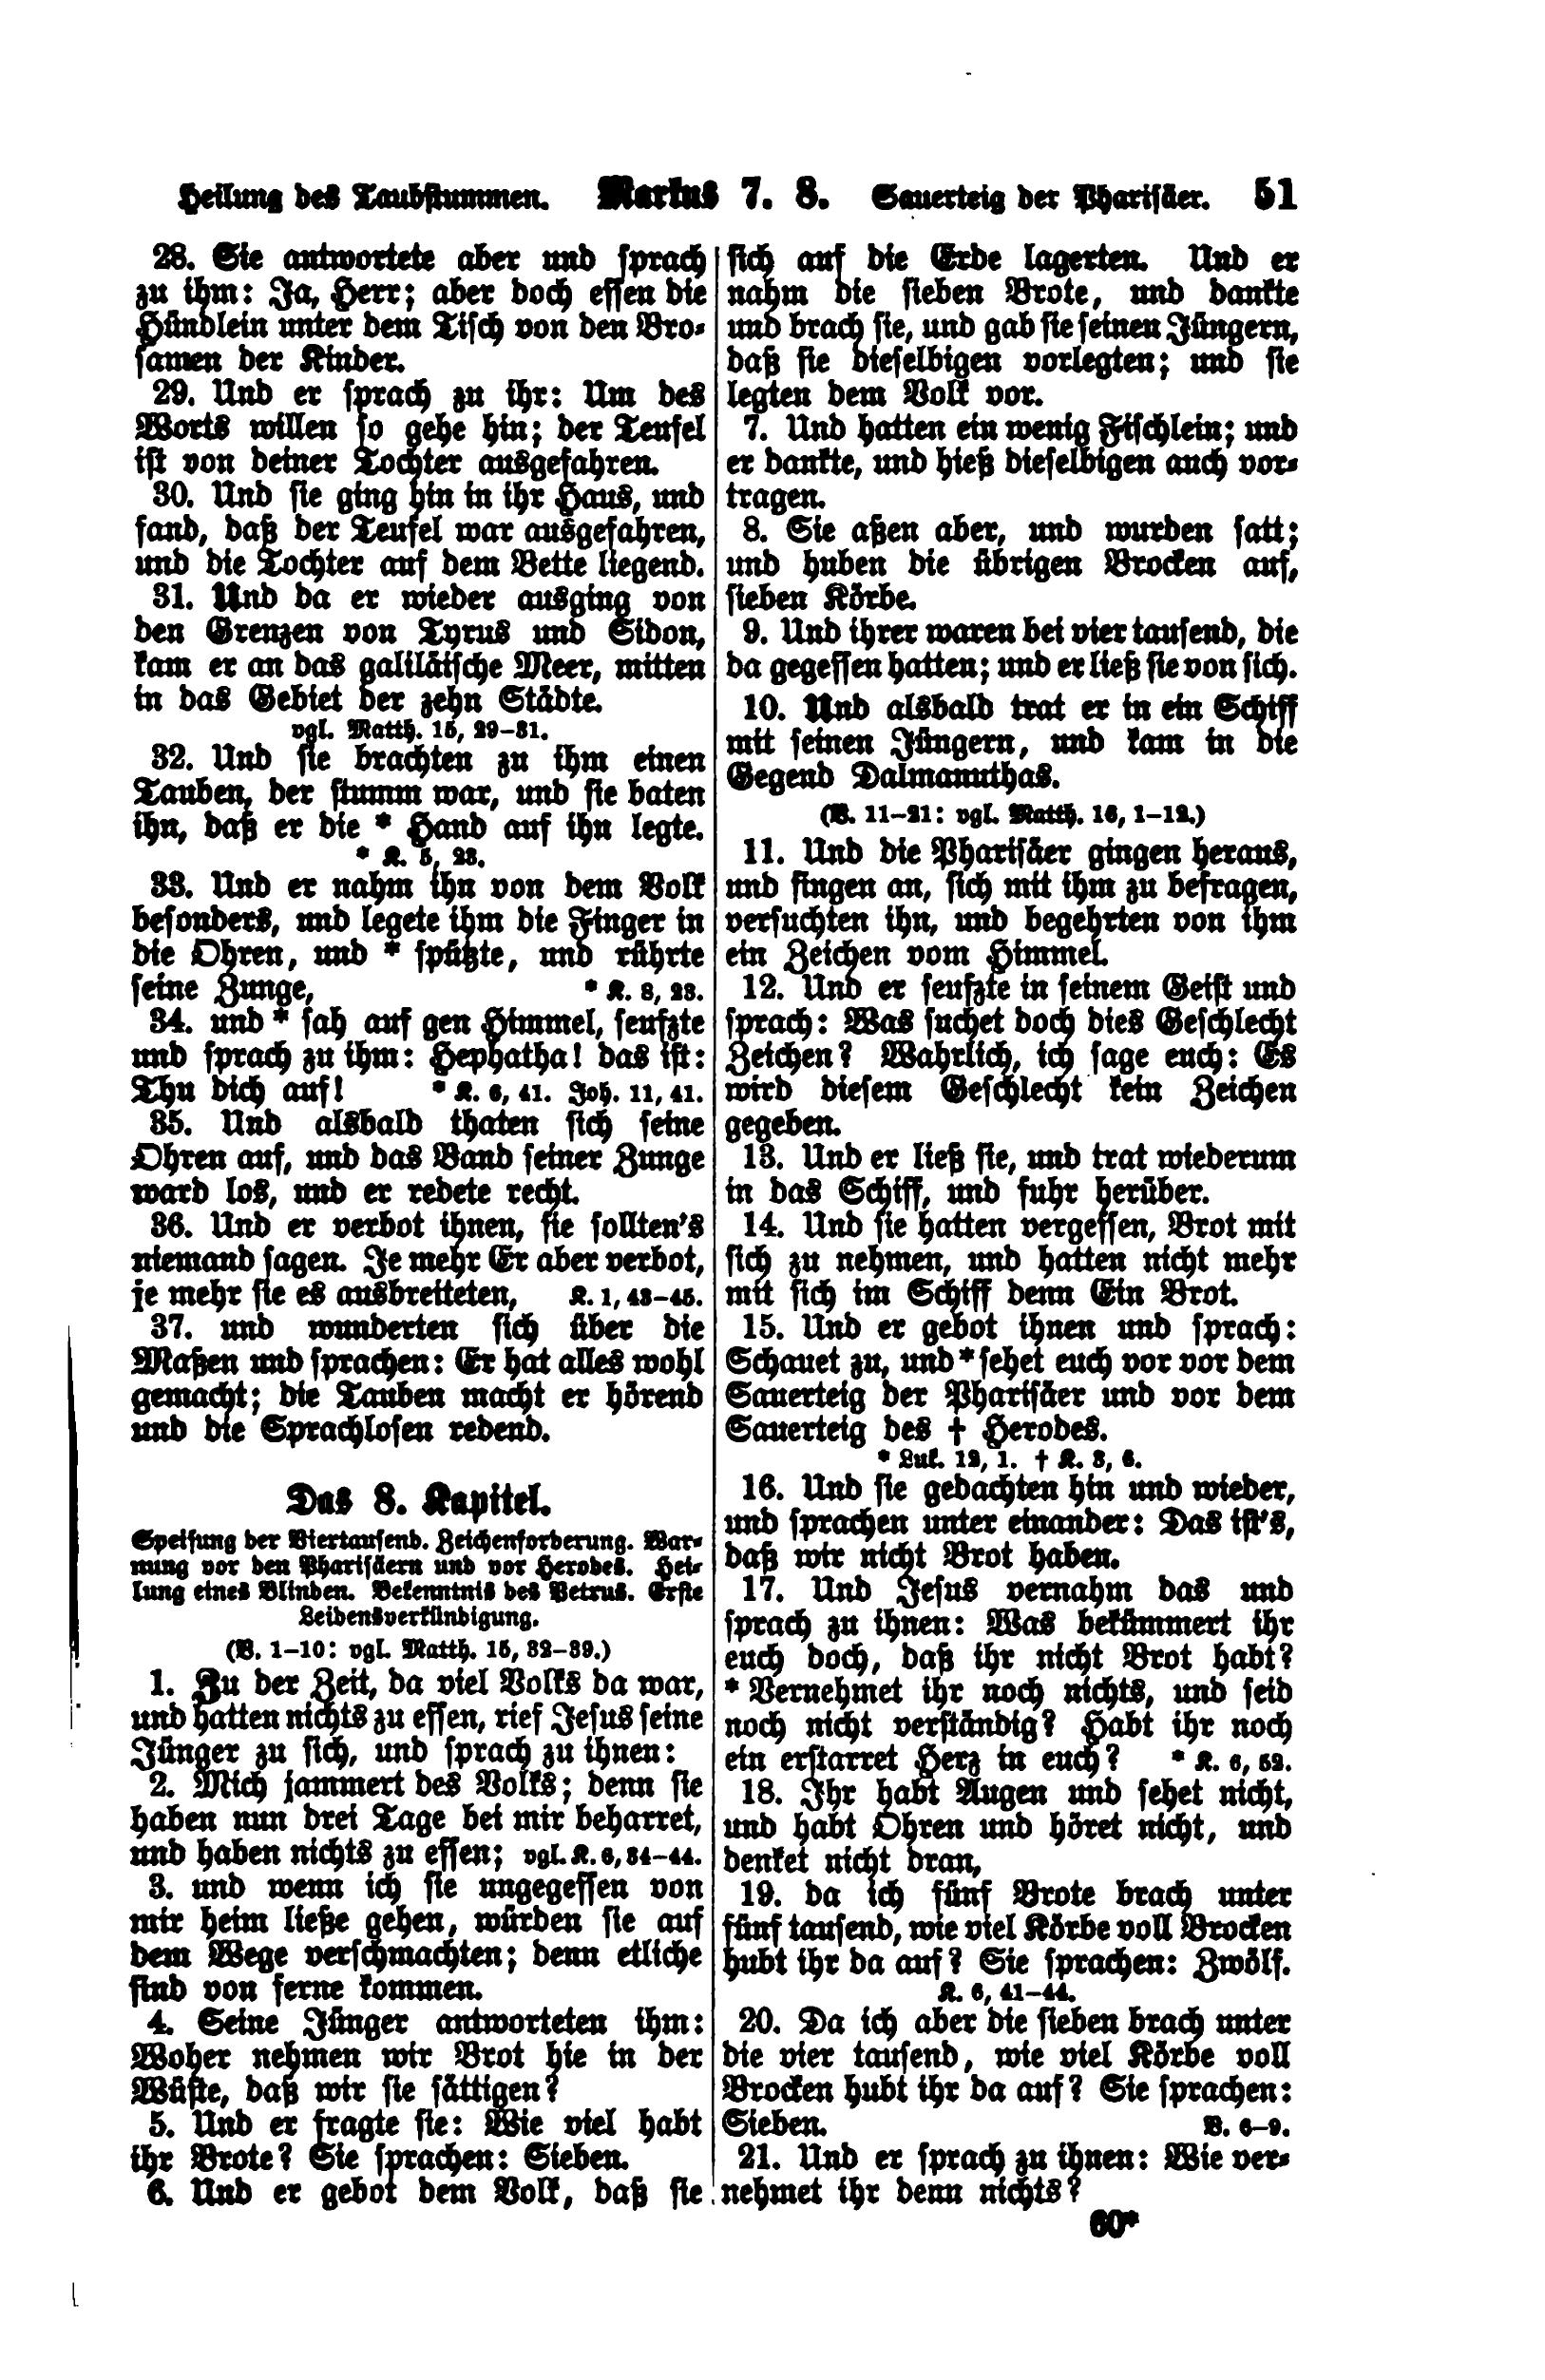 Heilung des Taubstummen. Markus 7. 8. Sauerteig der Pharisäer. 51
28. Sie antwortete aber und sprach
zu ihm: Ja, Herr; aber doch essen die
Hündlein unter dem Tisch von den Bro-
samen der Kinder.
29. Und er sprach zu ihr: Um des
Worts willen so gehe hin; der Teufel
ist von deiner Tochter ausgefahren.
30. Und sie ging hin in ihr Haus, und
fand, daß der Teufel war ausgefahren,
und die Tochter auf dem Bette liegend.
31. Und da er wieder ausging von
den Grenzen von Tyrus und Sidon,
kam er an das galiläische Meer, mitten
in das Gebiet der zehn Städte.
vgl. Matth. 15, 29–31.
32. Und sie brachten zu ihm einen
Tauben, der stumm war, und sie baten
ihn, daß er die * Hand auf ihn legte.
* K. 5, 23.
33. Und er nahm ihn von dem Volk
besonders, und legete ihm die Finger in
die Ohren, und * spützte, und rührte
seine Zunge, * K. 8, 23.
34. und * sah auf gen Himmel, seufzte
und sprach zu ihm: Hephatha! das ist:
Thu dich auf! * K. 6, 41. Joh. 11, 41.
35. Und alsbald thaten sich seine
Ohren auf, und das Band seiner Zunge
ward los, und er redete recht.
36. Und er verbot ihnen, sie sollten's
niemand sagen. Je mehr Er aber verbot,
je mehr sie es ausbreiteten, K. 1, 43–45.
37. und wunderten sich über die
Maßen und sprachen: Er hat alles wohl
gemacht; die Tauben macht er hörend
und die Sprachlosen redend.
Das 8. Kapitel.
Speisung der Viertausend. Zeichenforderung. War-
nung vor den Pharisäern und vor Herodes. Hei-
lung eines Blinden. Bekenntnis des Petrus. Erste
Leidensverkündigung.
(V. 1–10: vgl. Matth. 15, 32–39.)
1. Zu der Zeit, da viel Volks da war,
und hatten nichts zu essen, rief Jesus seine
Jünger zu sich, und sprach zu ihnen:
2. Mich jammert des Volks; denn sie
haben nun drei Tage bei mir beharret,
und haben nichts zu essen; vgl. K. 6, 34–44.
3. und wenn ich sie ungegessen von
mir heim ließe gehen, würden sie auf
dem Wege verschmachten; denn etliche
sind von ferne kommen.
4. Seine Jünger antworteten ihm:
Woher nehmen wir Brot hie in der
Wüste, daß wir sie sättigen?
5. Und er fragte sie: Wie viel habt
ihr Brote? Sie sprachen: Sieben.
6. Und er gebot dem Volk, daß sie
sich auf die Erde lagerten. Und er
nahm die sieben Brote, und dankte
und brach sie, und gab sie seinen Jüngern,
daß sie dieselbigen vorlegten; und sie
legten dem Volk vor.
7. Und hatten ein wenig Fischlein; und
er dankte, und hieß dieselbigen auch vor-
tragen.
8. Sie aßen aber, und wurden satt;
und huben die übrigen Brocken auf,
sieben Körbe.
9. Und ihrer waren bei vier tausend, die
da gegessen hatten; und er ließ sie von sich.
10. Und alsbald trat er in ein Schiff
mit seinen Jüngern, und kam in die
Gegend Dalmanuthas.
(V. 11–21: vgl. Matth. 16, 1–12.)
11. Und die Pharisäer gingen heraus,
und fingen an, sich mit ihm zu befragen,
versuchten ihn, und begehrten von ihm
ein Zeichen vom Himmel.
12. Und er seufzte in seinem Geist und
sprach: Was suchet doch dies Geschlecht
Zeichen? Wahrlich, ich sage euch: Es
wird diesem Geschlecht kein Zeichen
gegeben.
13. Und er ließ sie, und trat wiederum
in das Schiff, und fuhr herüber.
14. Und sie hatten vergessen, Brot mit
sich zu nehmen, und hatten nicht mehr
mit sich im Schiff denn Ein Brot.
15. Und er gebot ihnen und sprach:
Schauet zu, und * sehet euch vor vor dem
Sauerteig der Pharisäer und vor dem
Sauerteig des † Herodes.
* Luk. 12, 1. † K. 3, 6.
16. Und sie gedachten hin und wieder,
und sprachen unter einander: Das ist's,
daß wir nicht Brot haben.
17. Und Jesus vernahm das und
sprach zu ihnen: Was bekümmert ihr
euch doch, daß ihr nicht Brot habt?
* Vernehmet ihr noch nichts, und seid
noch nicht verständig? Habt ihr noch
ein erstarret Herz in euch? * K. 6, 52.
18. Ihr habt Augen und sehet nicht,
und habt Ohren und höret nicht, und
denket nicht dran,
19. da ich fünf Brote brach unter
fünf tausend, wie viel Körbe voll Brocken
hubt ihr da auf? Sie sprachen: Zwölf.
K. 6, 41–44.
20. Da ich aber die sieben brach unter
die vier tausend, wie viel Körbe voll
Brocken hubt ihr da auf? Sie sprachen:
Sieben. V. 6–9.
21. Und er sprach zu ihnen: Wie ver-
nehmet ihr denn nichts?
60*